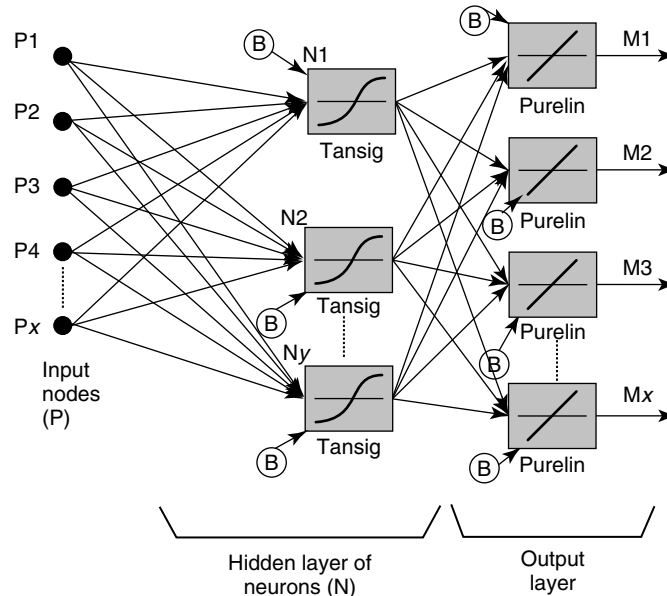 P1
P2
P3
P4
Px
Input
nodes
(P)
B
N1
Tansig
N2
B
Tansig
Ny
B
Tansig
Hidden layer of
neurons (N)
B
M1
Purelin
M2
B
Purelin
M3
B
Purelin
Mx
B
Purelin
Output
layer